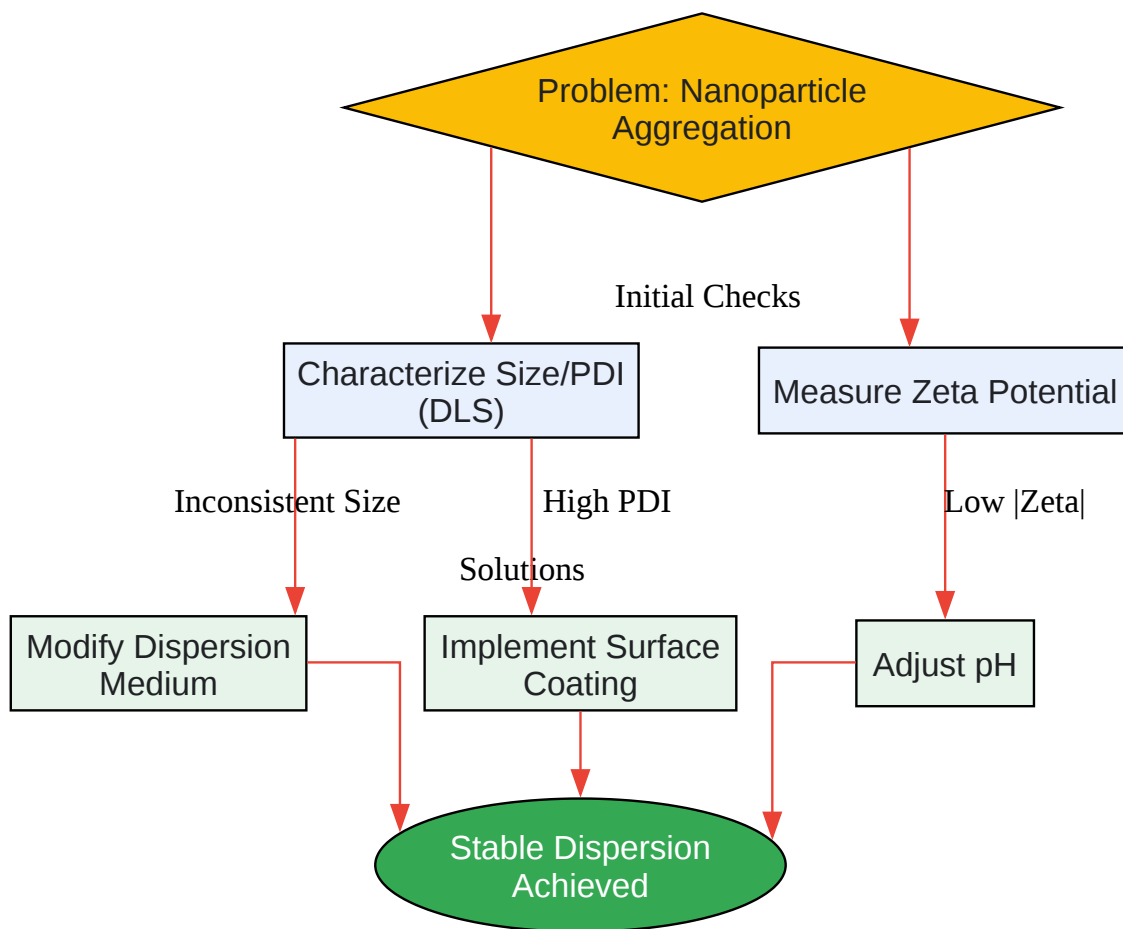 Problem: Nanoparticle
Aggregation
Initial Checks
Characterize Size/PDI
(DLS)
Measure Zeta Potential
Inconsistent Size
High PDI
Low |Zeta|
Solutions
Modify Dispersion
Medium
Implement Surface
Coating
Adjust pH
Stable Dispersion
Achieved